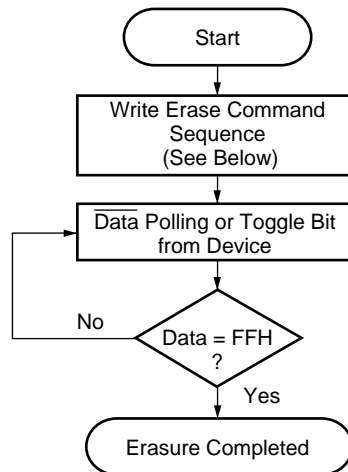 Start
Write Erase Command
Sequence
(See Below)
Data Polling or Toggle Bit
from Device
No
Data = FFH
?
Yes
Erasure Completed